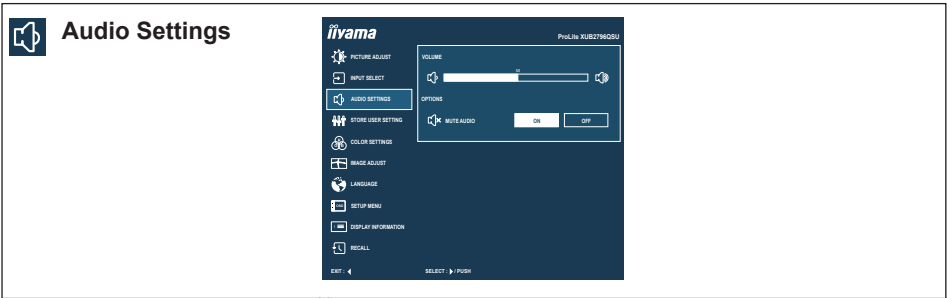 Audio Settings
iiyama
ProLite XUB2796QSU
PICTURE ADJUST
INPUT SELECT
AUDIO SETTINGS
STORE USER SETTING
COLOR SETTINGS
IMAGE ADJUST
LANGUAGE
SETUP MENU
DISPLAY INFORMATION
RECALL
VOLUME
OPTIONS
MUTE AUDIO
ON
OFF
EXIT :
SELECT : / PUSH